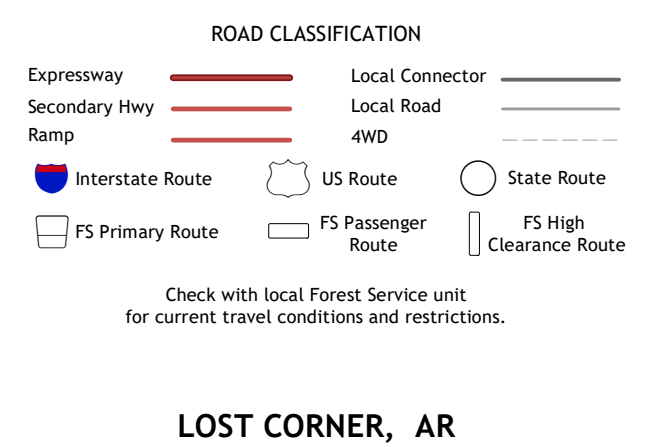 ROAD CLASSIFICATION
Expressway
Local Connector
Secondary Hwy
Local Road
Ramp
4WD
Interstate Route
US Route
State Route
FS Primary Route
FS Passenger
Route
FS High
Clearance Route
Check with local Forest Service unit
for current travel conditions and restrictions.
LOST CORNER, AR